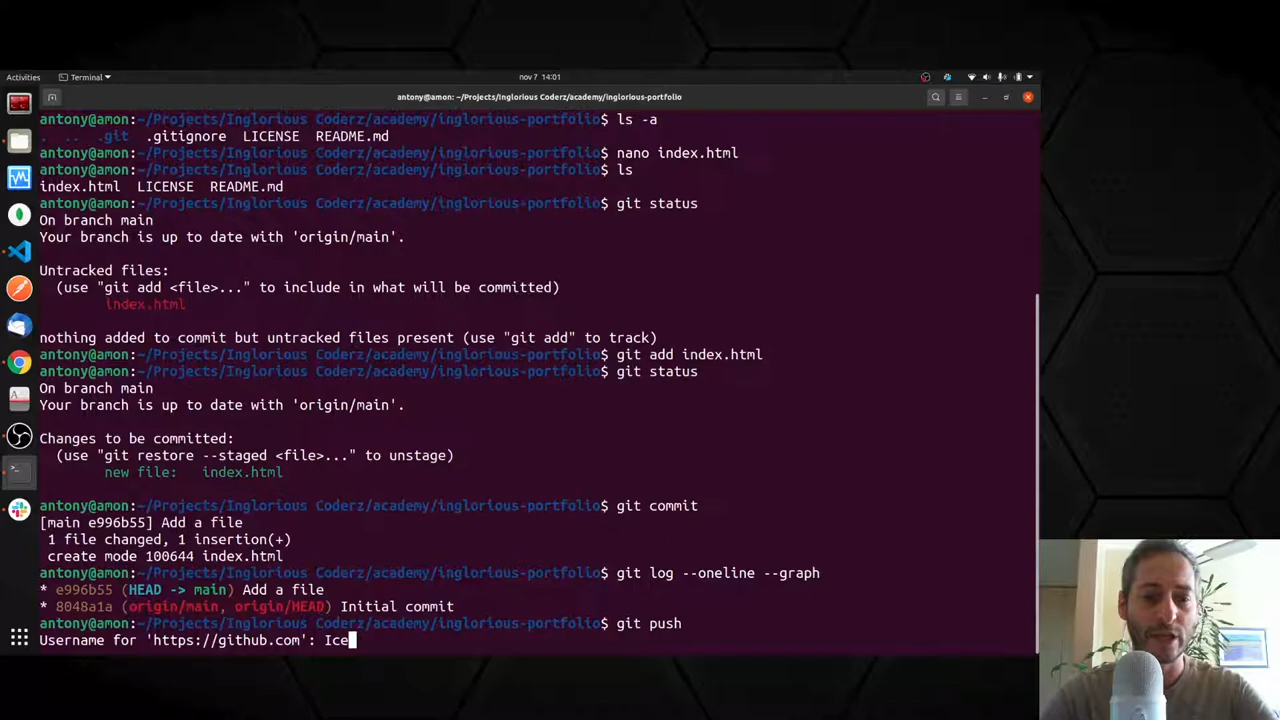 Activities Terminal nov 7 14:01
antony@amon: ~/Projects/Inglorious Coderz/academy/inglorious-portfolio
antony@amon:~/Projects/Inglorious Coderz/academy/inglorious-portfolio$ ls -a
. .. .git .gitignore LICENSE README.md
antony@amon:~/Projects/Inglorious Coderz/academy/inglorious-portfolio$ nano index.html
antony@amon:~/Projects/Inglorious Coderz/academy/inglorious-portfolio$ ls
index.html LICENSE README.md
antony@amon:~/Projects/Inglorious Coderz/academy/inglorious-portfolio$ git status
On branch main
Your branch is up to date with 'origin/main'.
Untracked files:
(use "git add <file>..." to include in what will be committed)
index.html
nothing added to commit but untracked files present (use "git add" to track)
antony@amon:~/Projects/Inglorious Coderz/academy/inglorious-portfolio$ git add index.html
antony@amon:~/Projects/Inglorious Coderz/academy/inglorious-portfolio$ git status
On branch main
Your branch is up to date with 'origin/main'.
Changes to be committed:
(use "git restore --staged <file>..." to unstage)
new file: index.html
antony@amon:~/Projects/Inglorious Coderz/academy/inglorious-portfolio$ git commit
[main e996b55] Add a file
1 file changed, 1 insertion(+)
create mode 100644 index.html
antony@amon:~/Projects/Inglorious Coderz/academy/inglorious-portfolio$ git log --oneline --graph
* e996b55 (HEAD -> main) Add a file
* 8048a1a (origin/main, origin/HEAD) Initial commit
antony@amon:~/Projects/Inglorious Coderz/academy/inglorious-portfolio$ git push
Username for 'https://github.com': Ice